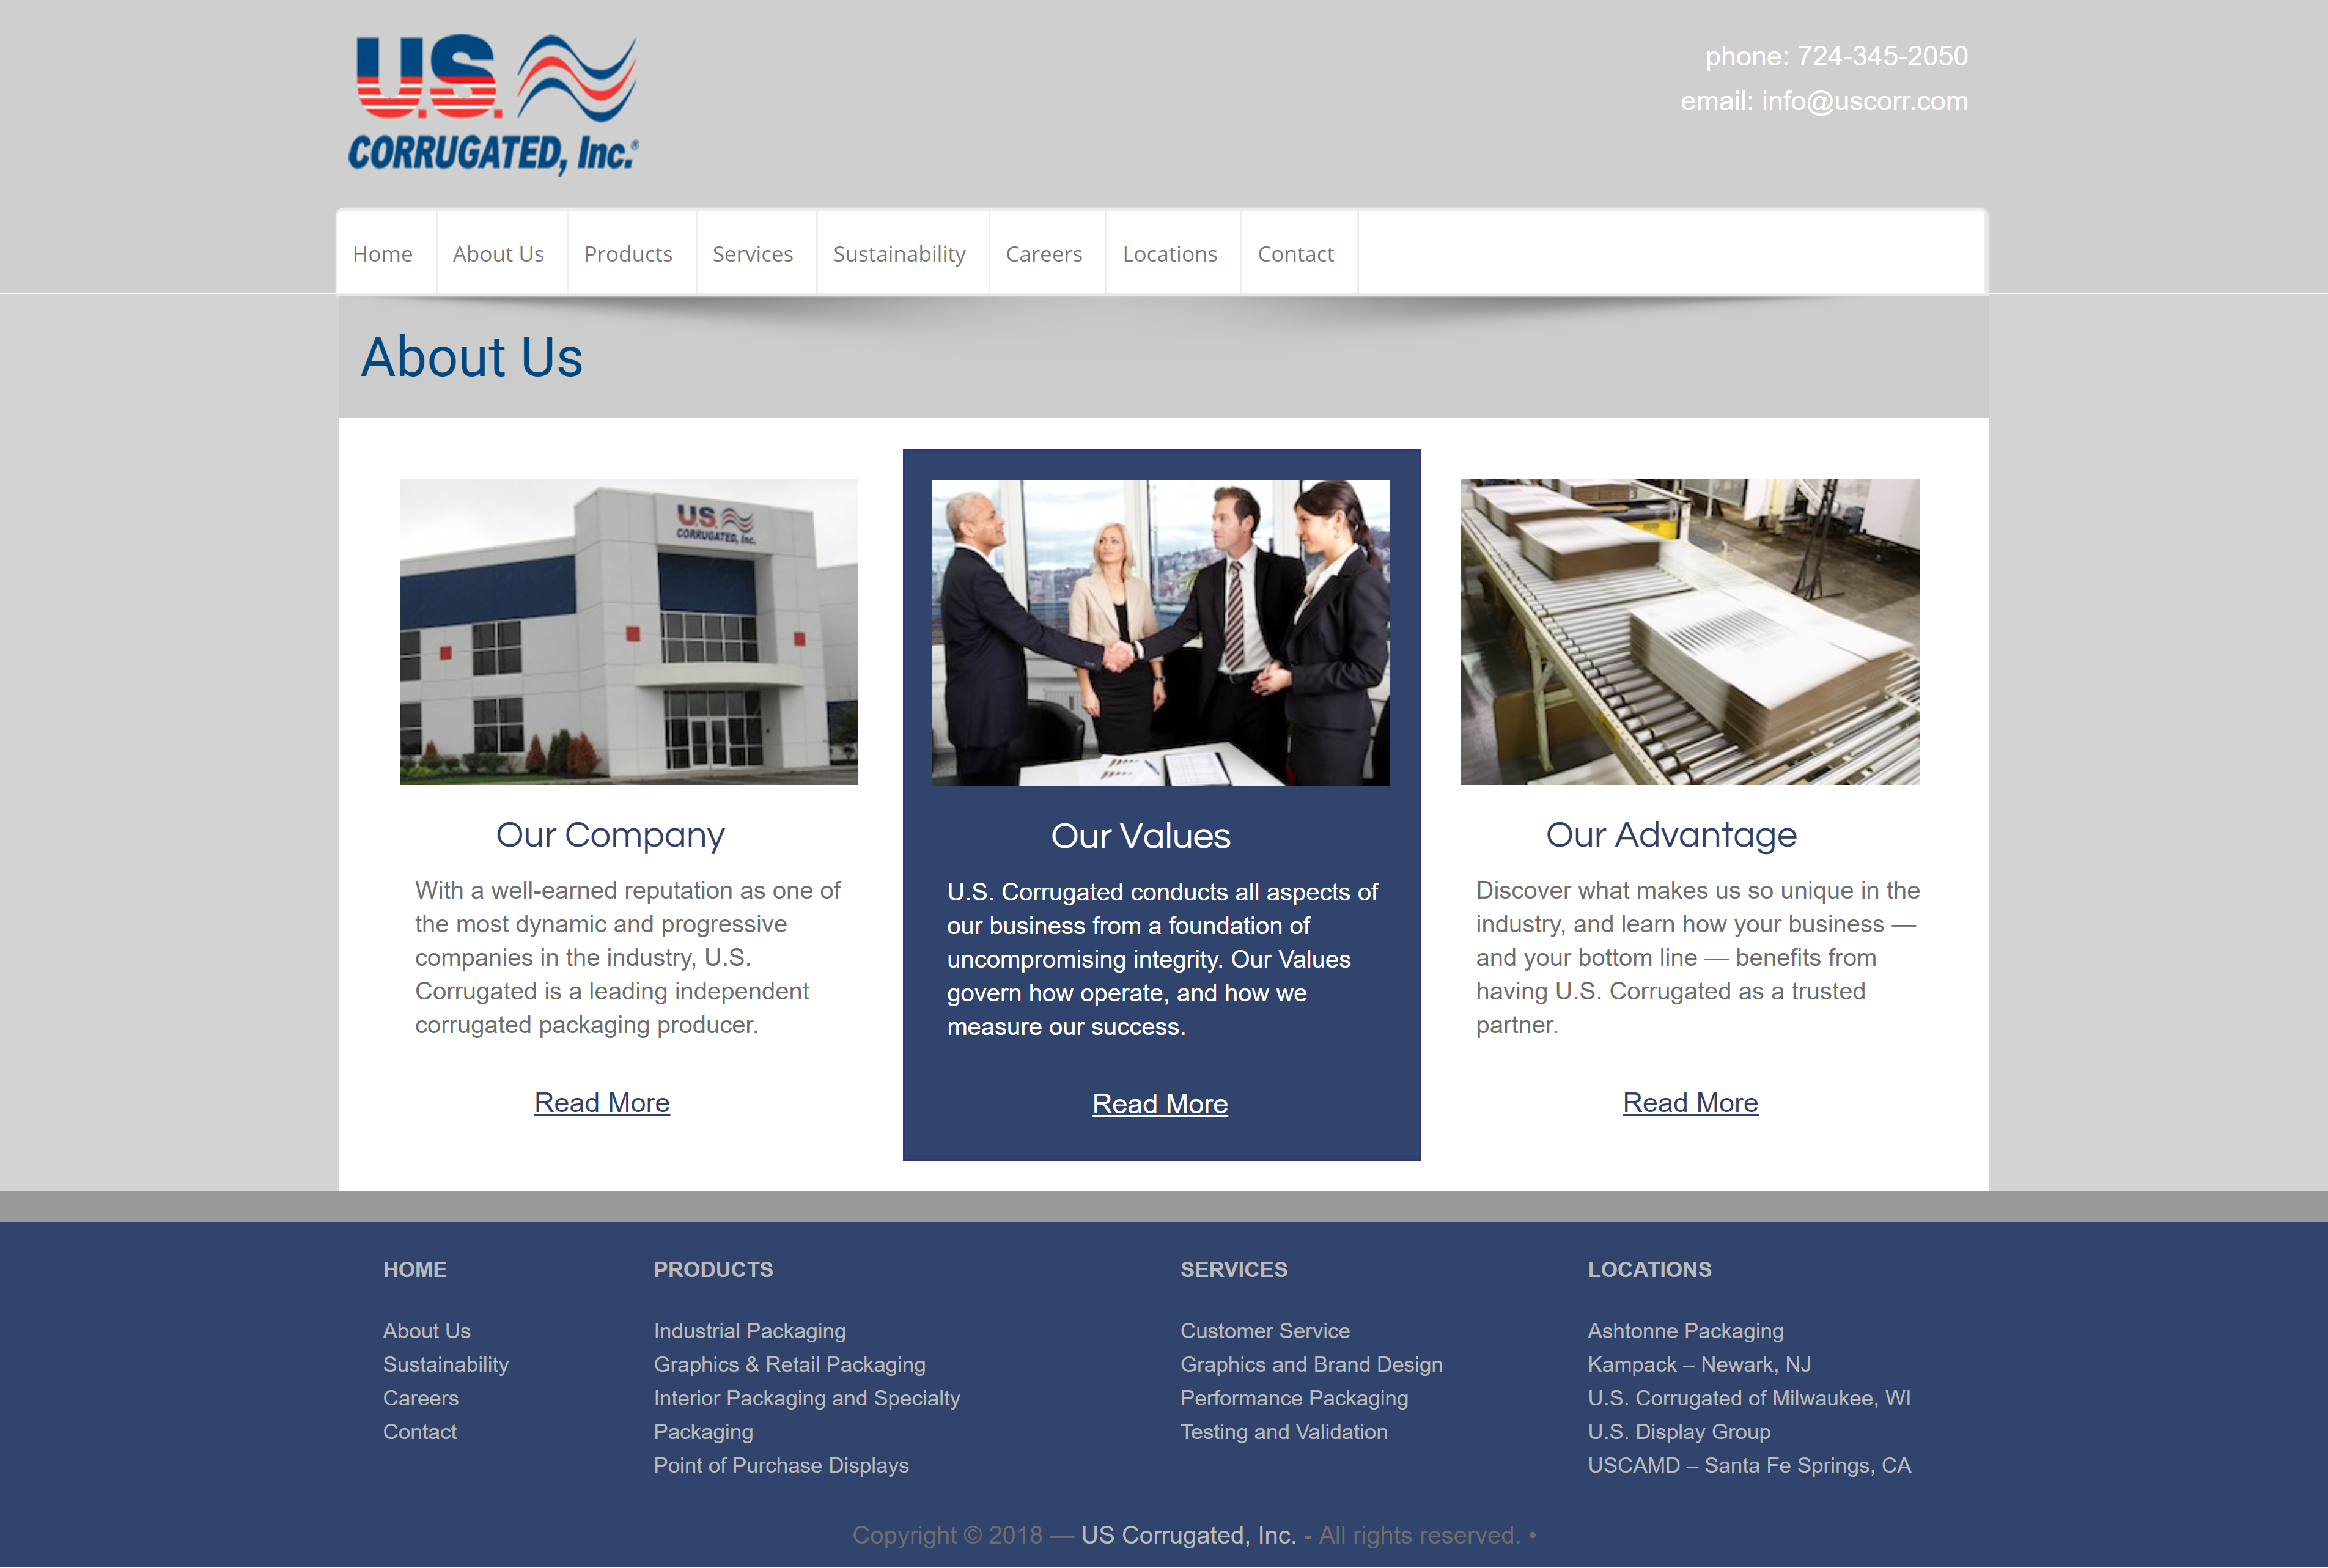 U.S.
CORRUGATED, Inc.®
phone: 724-345-2050
email: info@uscorr.com
Home
About Us
Products
Services
Sustainability
Careers
Locations
Contact
About Us
U.S.
CORRUGATED, Inc.
Our Company
With a well-earned reputation as one of
the most dynamic and progressive
companies in the industry, U.S.
Corrugated is a leading independent
corrugated packaging producer.
Read More
Our Values
U.S. Corrugated conducts all aspects of
our business from a foundation of
uncompromising integrity. Our Values
govern how operate, and how we
measure our success.
Read More
Our Advantage
Discover what makes us so unique in the
industry, and learn how your business —
and your bottom line — benefits from
having U.S. Corrugated as a trusted
partner.
Read More
HOME
About Us
Sustainability
Careers
Contact
PRODUCTS
Industrial Packaging
Graphics & Retail Packaging
Interior Packaging and Specialty
Packaging
Point of Purchase Displays
SERVICES
Customer Service
Graphics and Brand Design
Performance Packaging
Testing and Validation
LOCATIONS
Ashtonne Packaging
Kampack – Newark, NJ
U.S. Corrugated of Milwaukee, WI
U.S. Display Group
USCAMD – Santa Fe Springs, CA
Copyright © 2018 — US Corrugated, Inc. - All rights reserved. •